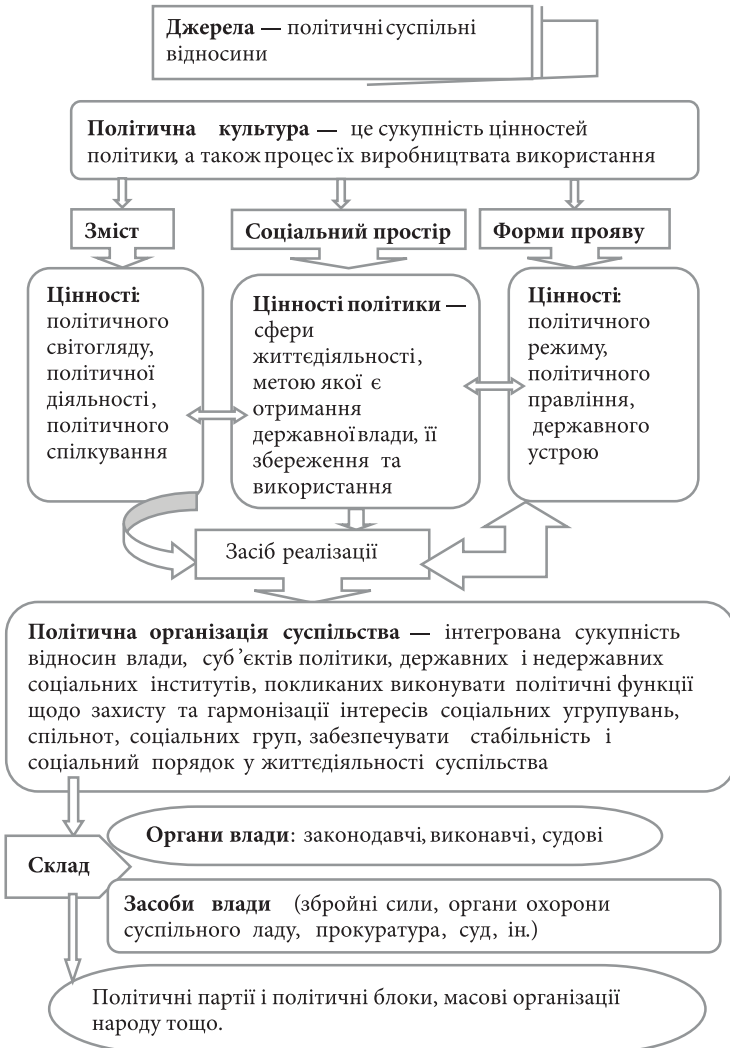 Джерела — політичні суспільні
відносини
Політична культура — це сукупність цінностей
політики, а також процес їх виробництвата використання
Зміст
Соціальний простір
Форми прояву
Цінності:
політичного
світогляду,
політичної
діяльності,
політичного
спілкування
Цінності політики —
сфери
життєдіяльності,
метою якої є
отримання
державної влади, її
збереження та
використання
Цінності:
політичного
режиму,
політичного
правління,
державного
устрою
Засіб реалізації
Політична організація суспільства — інтегрована сукупність
відносин влади, суб’єктів політики, державних і недержавних
соціальних інститутів, покликаних виконувати політичні функції
щодо захисту та гармонізації інтересів соціальних угрупувань,
спільнот, соціальних груп, забезпечувати стабільність і
соціальний порядок у життєдіяльності суспільства
Органи влади: законодавчі, виконавчі, судові
Склад
Засоби влади (збройні сили, органи охорони
суспільного ладу, прокуратура, суд, ін.)
Політичні партії і політичні блоки, масові організації
народу тощо.